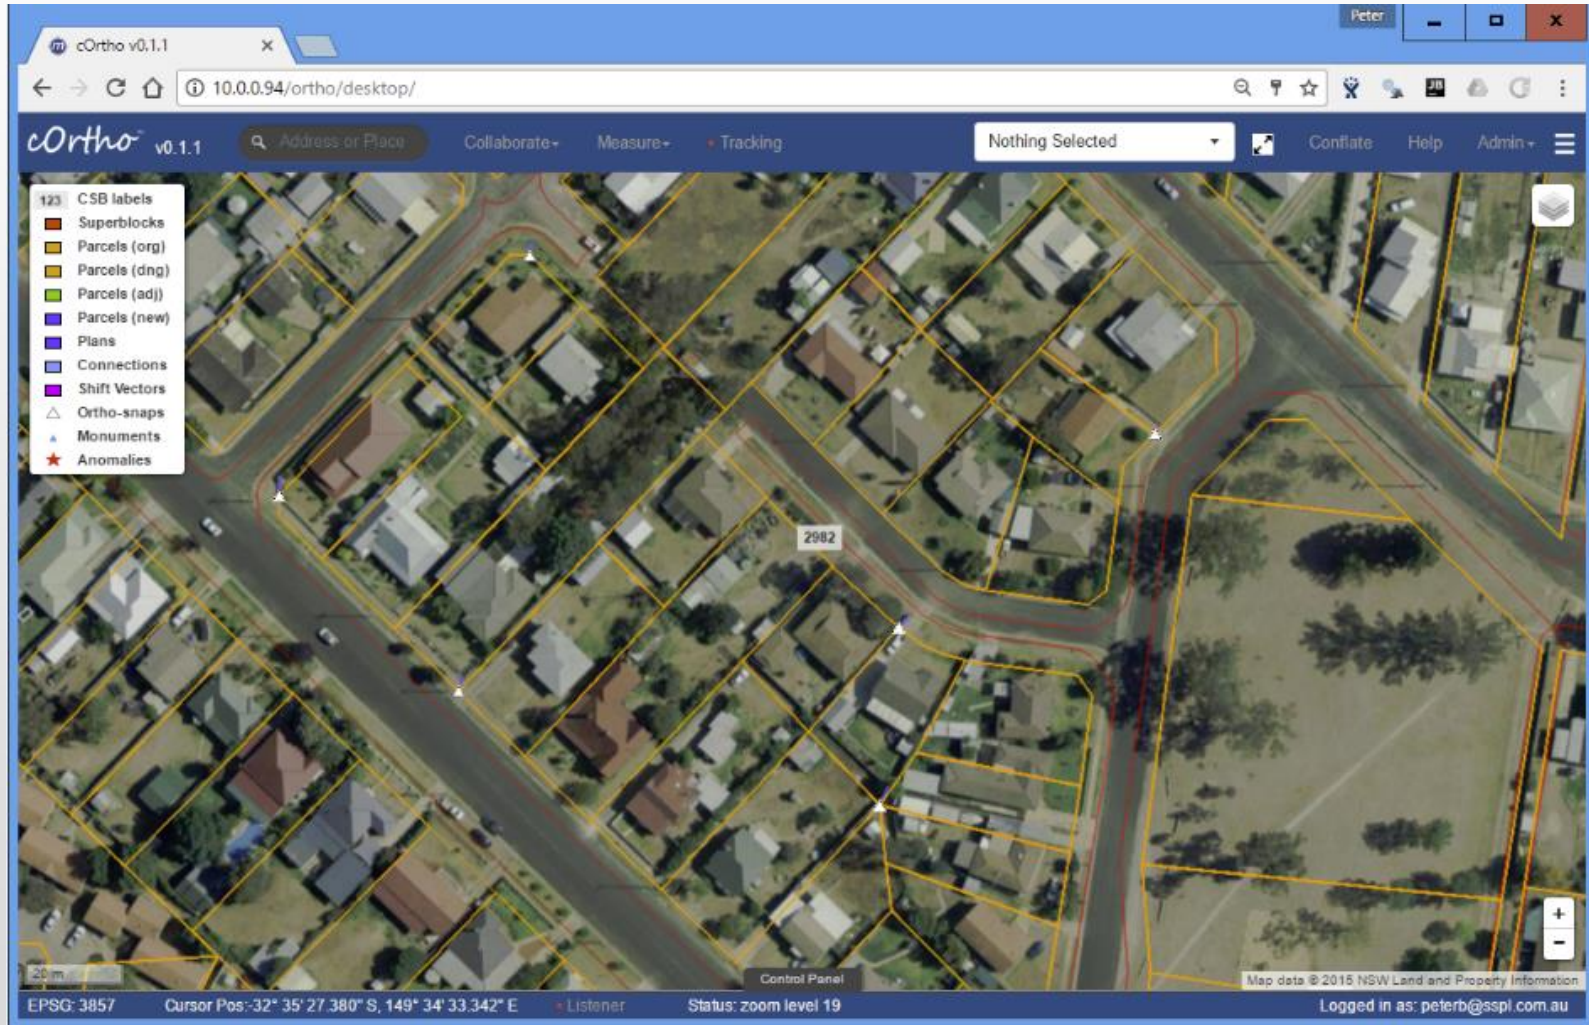 Peter
cOrtho v0.1.1
10.0.0.94/ortho/desktop/
cOrtho v0.1.1
Address or Place
Collaborate
Measure
Tracking
Nothing Selected
Conflate
Help
Admin
123 CSB labels
Superblocks
Parcels (org)
Parcels (dng)
Parcels (adj)
Parcels (new)
Plans
Connections
Shift Vectors
Ortho-snaps
Monuments
Anomalies
2982
+
-
20 m
Control Panel
Map data © 2015 NSW Land and Property Information
EPSG: 3857
Cursor Pos:-32° 35' 27.380" S, 149° 34' 33.342" E
Listener
Status: zoom level 19
Logged in as: peterb@sspl.com.au